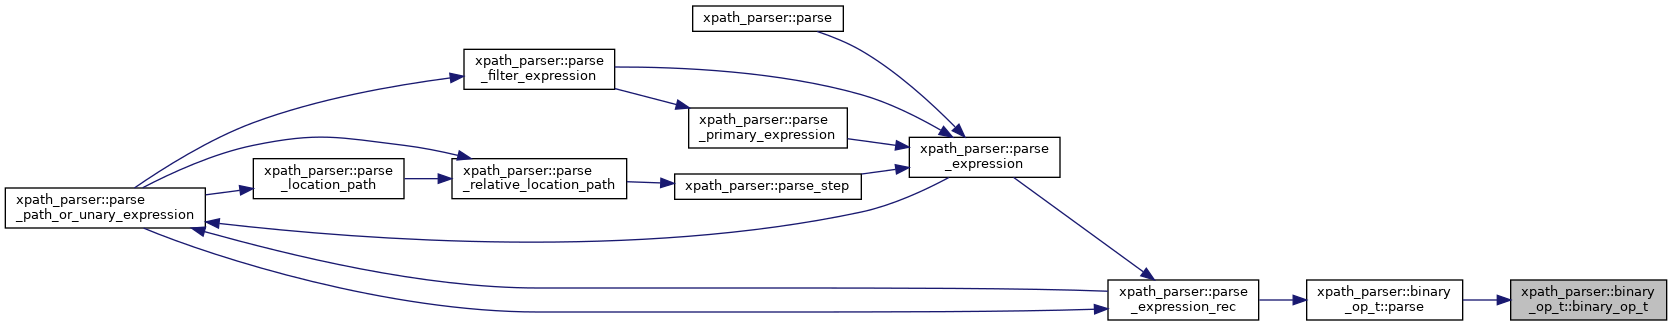 xpath_parser::parse
xpath_parser::parse
_filter_expression
xpath_parser::parse
_primary_expression
xpath_parser::parse
_expression
xpath_parser::parse
_location_path
xpath_parser::parse
_relative_location_path
xpath_parser::parse_step
xpath_parser::parse
_path_or_unary_expression
xpath_parser::parse
_expression_rec
xpath_parser::binary
_op_t::parse
xpath_parser::binary
_op_t::binary_op_t